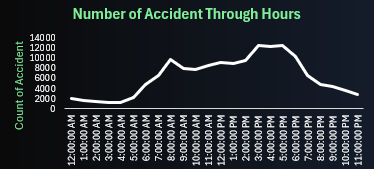 Number of Accident Through Hours
Count of Accident
14000
12000
10000
8000
6000
4000
2000
0
12:00:00 AM
1:00:00 AM
2:00:00 AM
3:00:00 AM
4:00:00 AM
5:00:00 AM
6:00:00 AM
7:00:00 AM
8:00:00 AM
9:00:00 AM
10:00:00 AM
11:00:00 AM
12:00:00 PM
1:00:00 PM
2:00:00 PM
3:00:00 PM
4:00:00 PM
5:00:00 PM
6:00:00 PM
7:00:00 PM
8:00:00 PM
9:00:00 PM
10:00:00 PM
11:00:00 PM